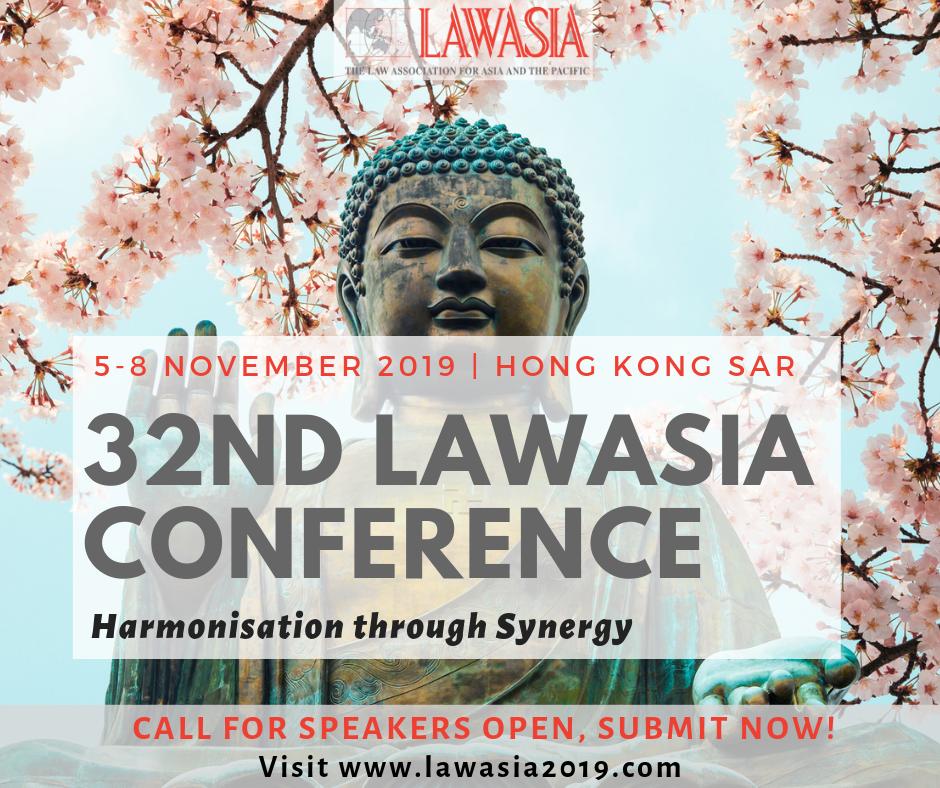 LAWASIA
THE LAW ASSOCIATION FOR ASIA AND THE PACIFIC
5-8 NOVEMBER 2019 | HONG KONG SAR
32ND LAWASIA
CONFERENCE
Harmonisation through Synergy
CALL FOR SPEAKERS OPEN, SUBMIT NOW!
Visit www.lawasia2019.com